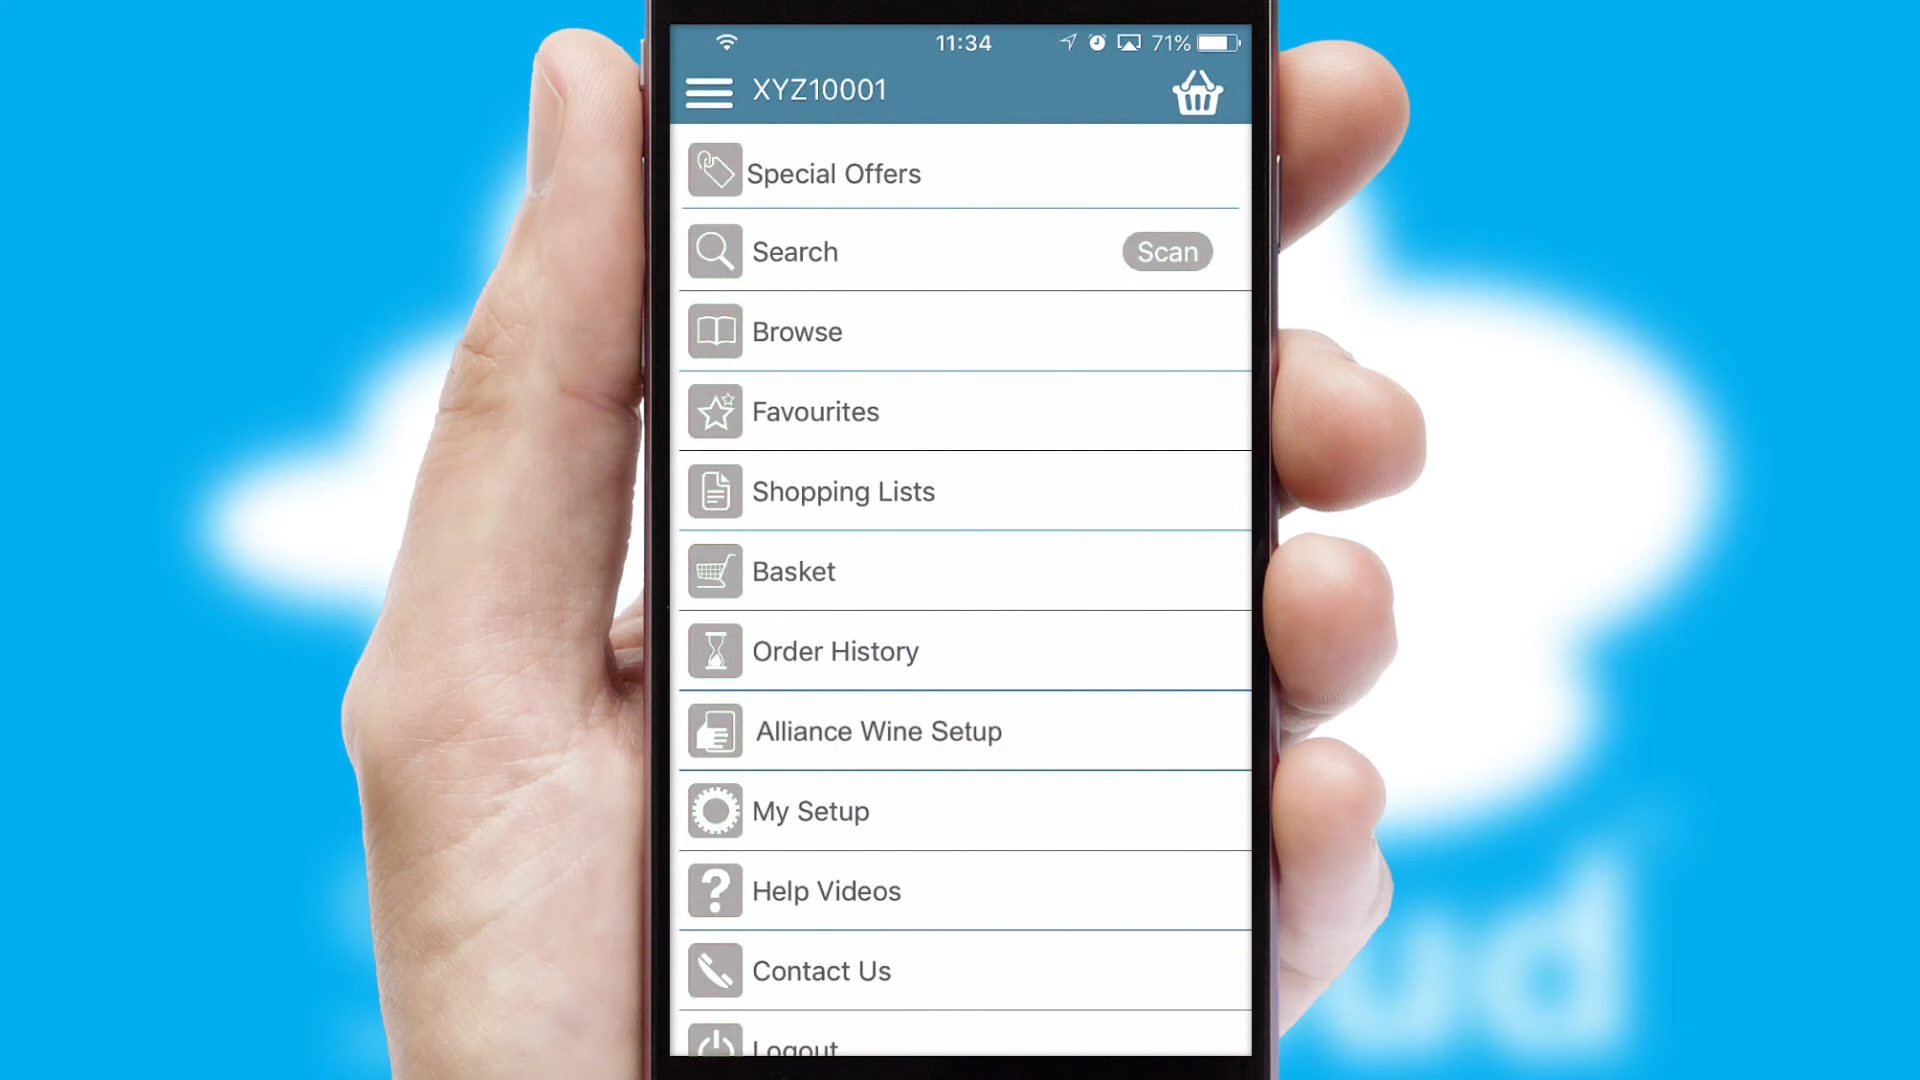 11:34
71%
XYZ10001
Special Offers
Search
Scan
Browse
Favourites
Shopping Lists
Basket
Order History
Alliance Wine Setup
My Setup
Help Videos
Contact Us
Logout
ud